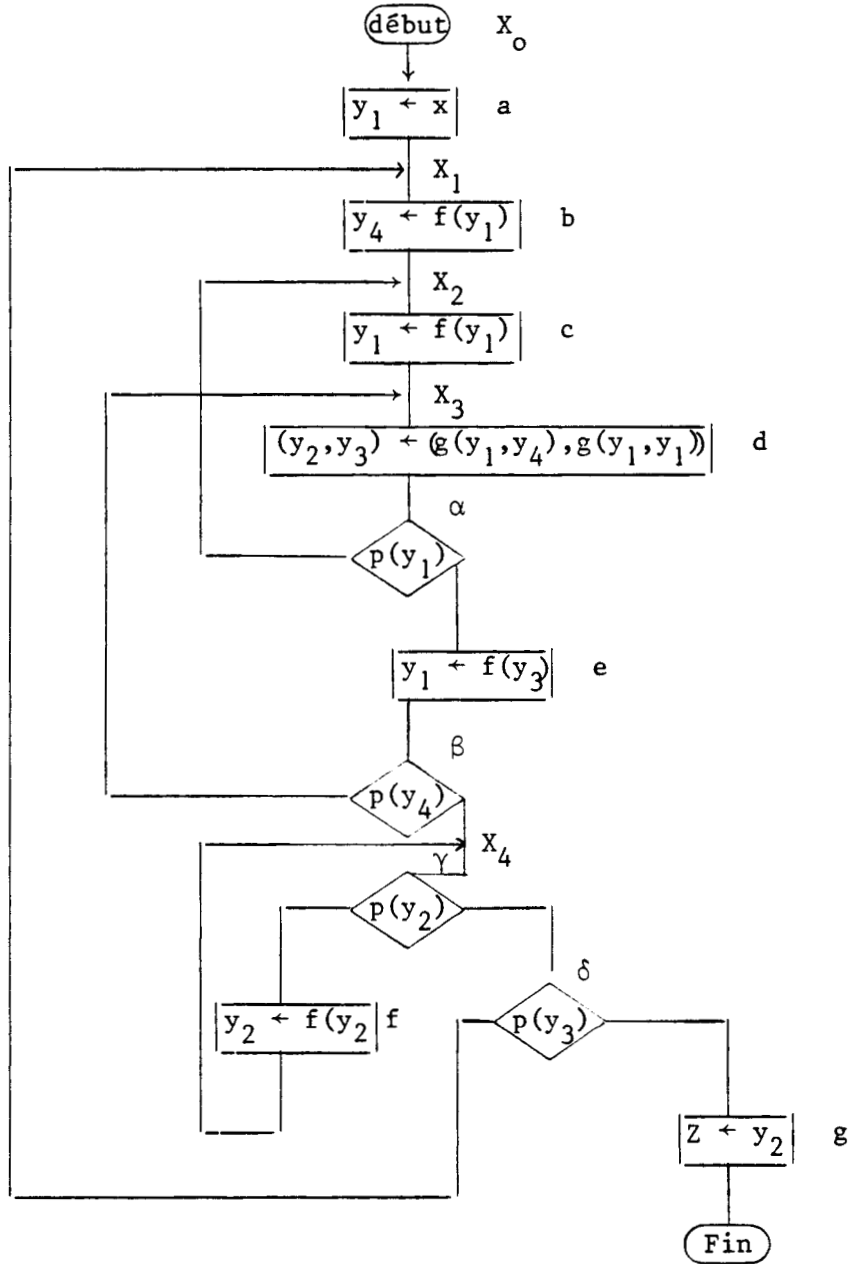 début X₀
y₁ ← x a
X₁
y₄ ← f(y₁) b
X₂
y₁ ← f(y₁) c
X₃
(y₂,y₃) ← (g(y₁,y₄),g(y₁,y₁)) d
α
p(y₁)
y₁ ← f(y₃) e
β
p(y₄)
X₄
γ
p(y₂)
δ
y₂ ← f(y₂ f
p(y₃)
Z ← y₂ g
Fin